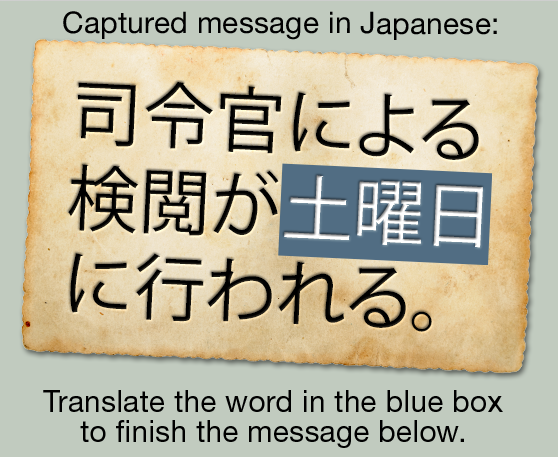 Captured message in Japanese:
司令官による
検閲が土曜日
に行われる。
Translate the word in the blue box
to finish the message below.